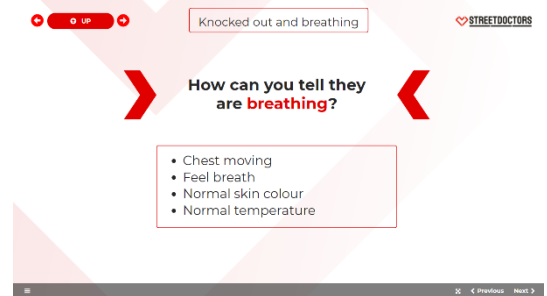 UP
Knocked out and breathing
STREETDOCTORS
How can you tell they
are breathing?
• Chest moving
• Feel breath
• Normal skin colour
• Normal temperature
Previous Next